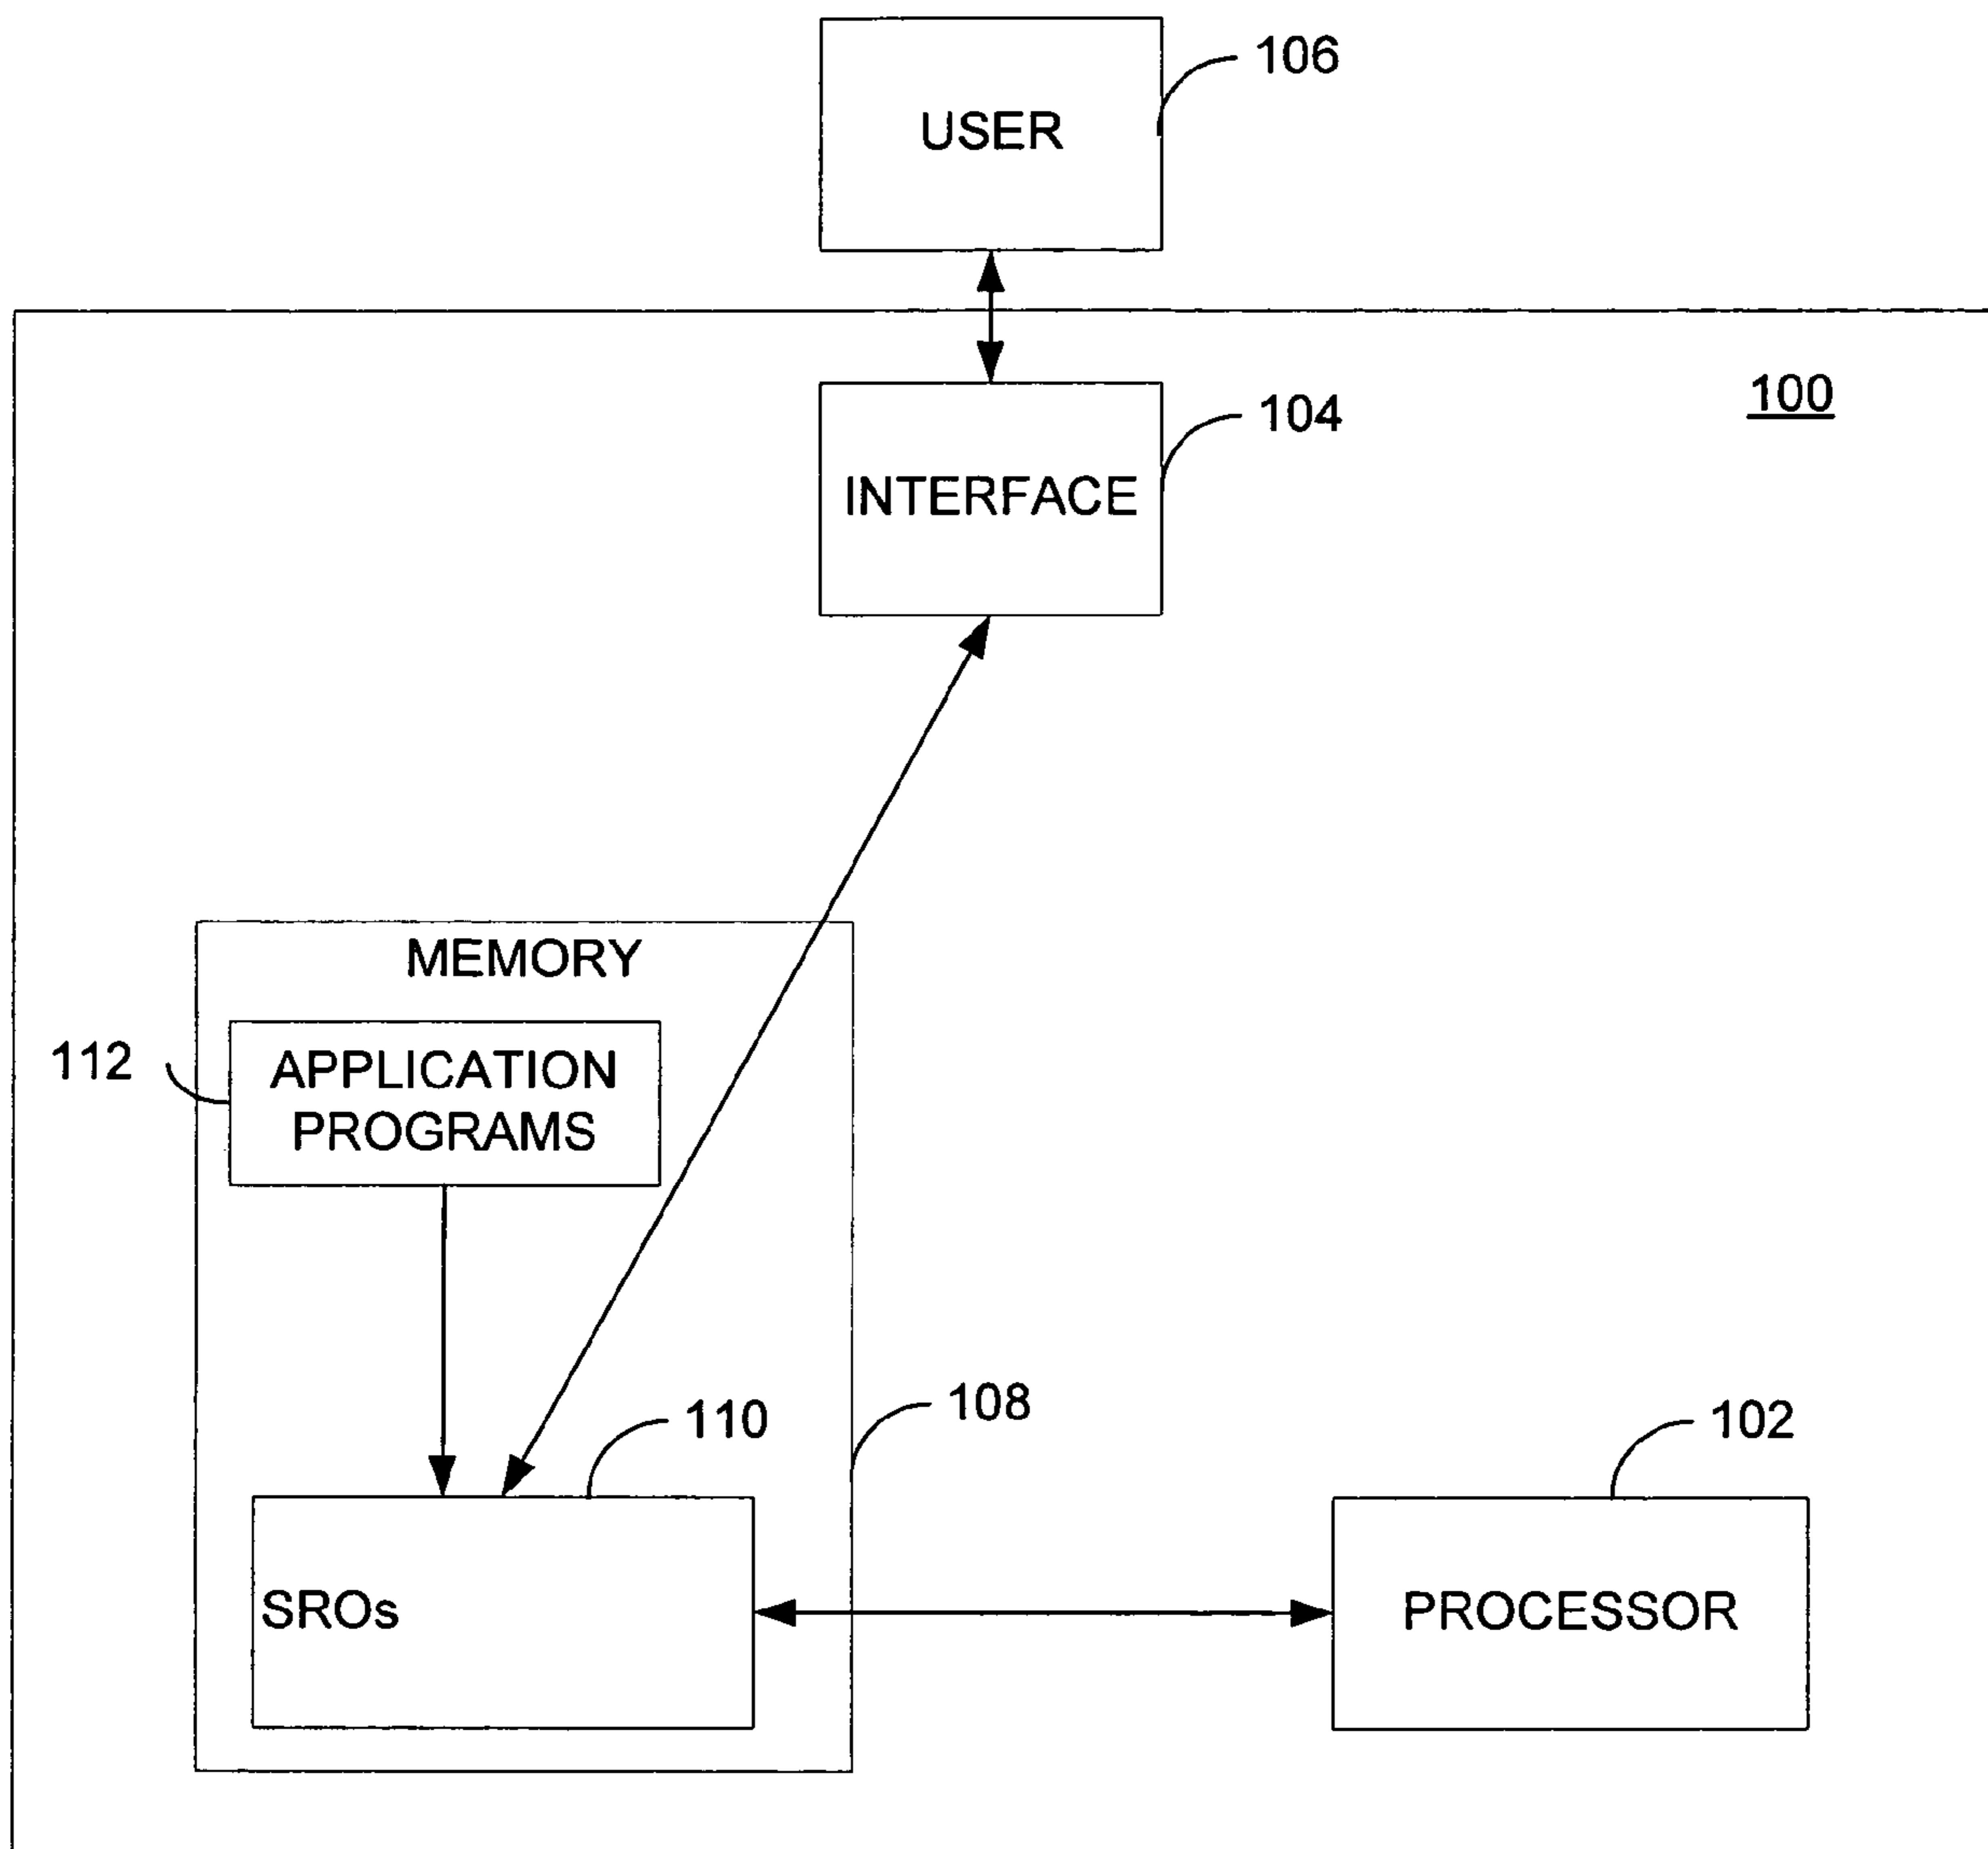 106
USER
100
104
INTERFACE
MEMORY
112
APPLICATION
PROGRAMS
108
110
102
SROs
PROCESSOR